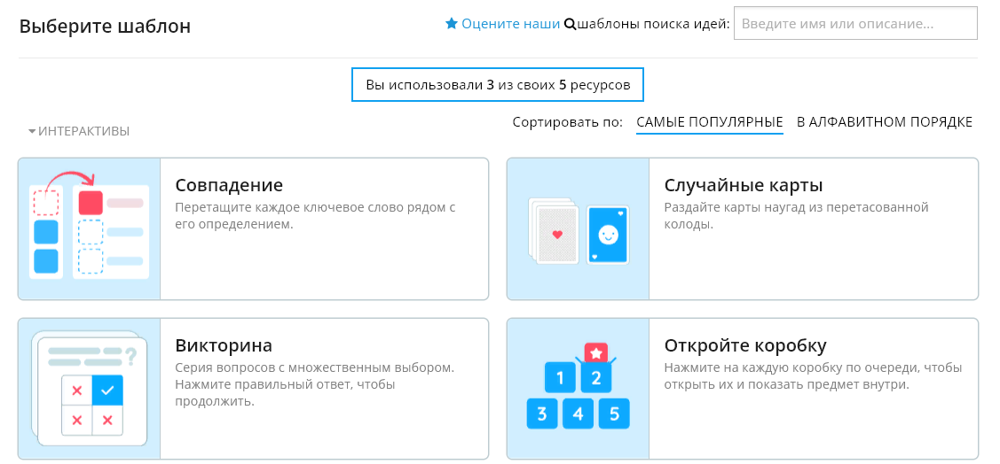 Выберите шаблон
Оцените наши шаблоны поиска идей:
Введите имя или описание...
Вы использовали 3 из своих 5 ресурсов
ИНТЕРАКТИВЫ
Сортировать по: САМЫЕ ПОПУЛЯРНЫЕ В АЛФАВИТНОМ ПОРЯДКЕ
Совпадение
Перетащите каждое ключевое слово рядом с
его определением.
Случайные карты
Раздайте карты наугад из перетасованной
колоды.
Викторина
Серия вопросов с множественным выбором.
Нажмите правильный ответ, чтобы
продолжить.
?
Откройте коробку
Нажмите на каждую коробку по очереди, чтобы
открыть их и показать предмет внутри.
1 2
3 4 5